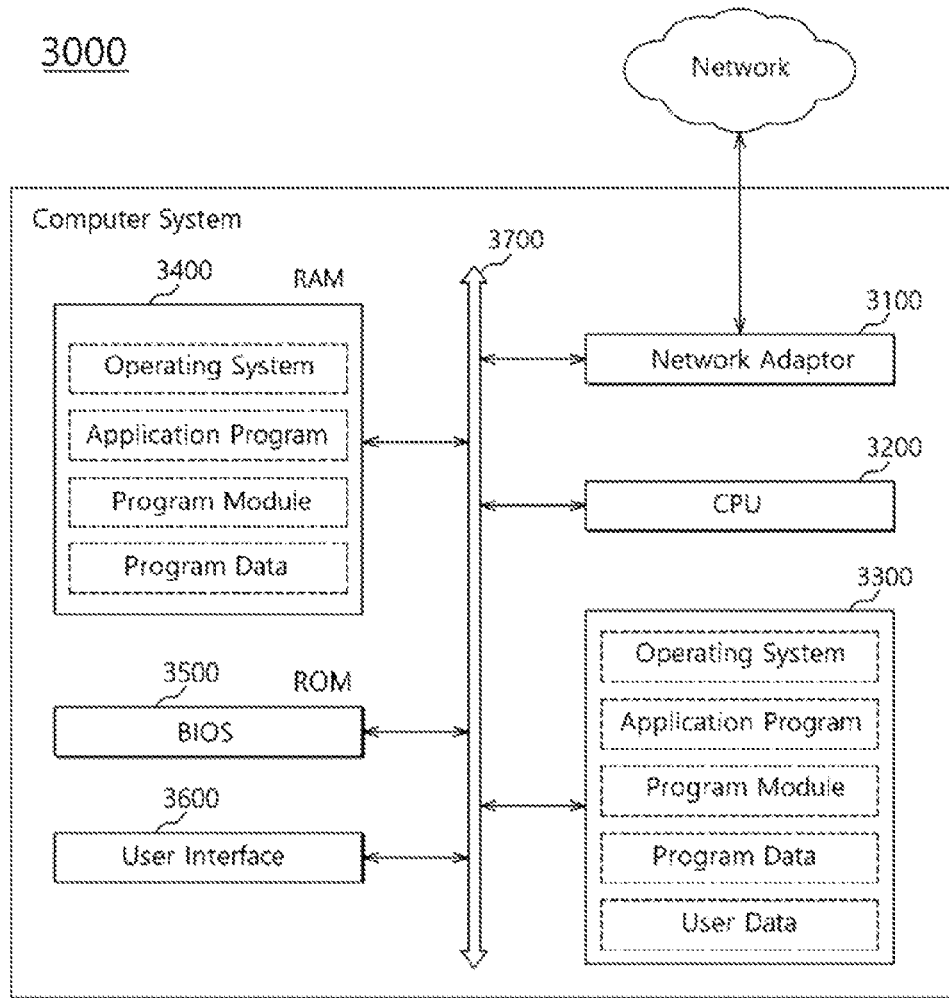 3000
Network
Computer System
3700
3400
RAM
3100
Operating System
Network Adaptor
Application Program
3200
Program Module
CPU
Program Data
3300
Operating System
3500
ROM
BIOS
Application Program
3600
Program Module
User Interface
Program Data
User Data